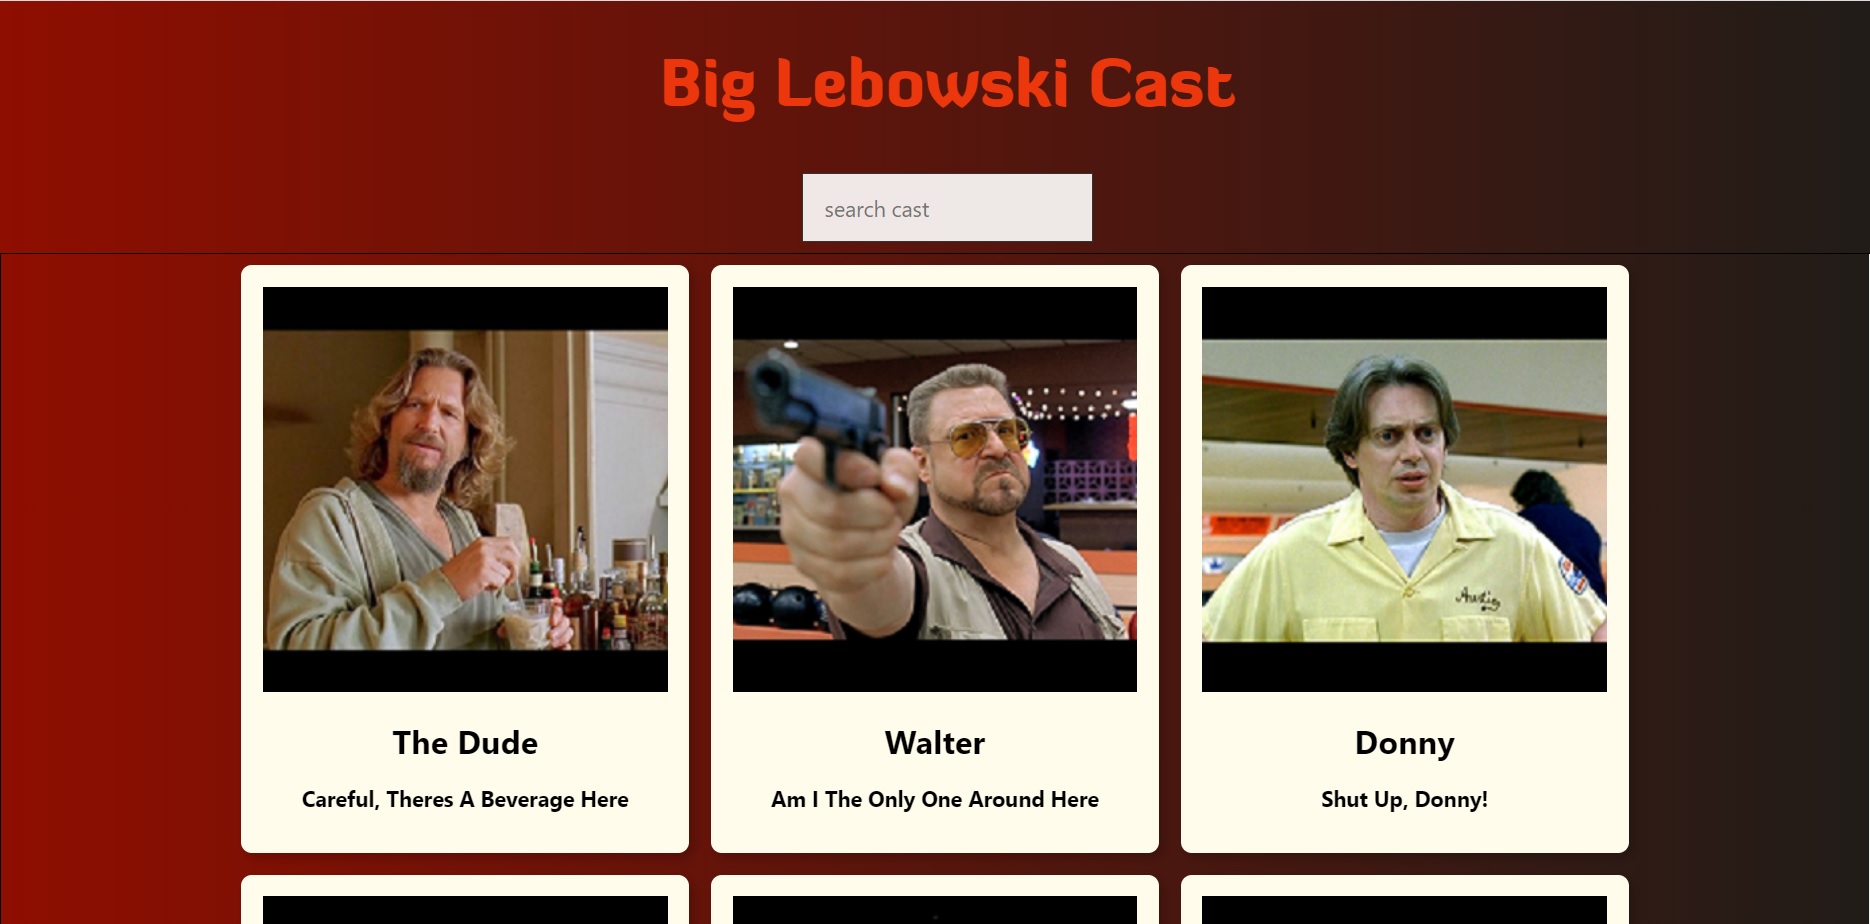 Big Lebowski Cast
search cast
The Dude
Careful, Theres A Beverage Here
Walter
Am I The Only One Around Here
Austin
Donny
Shut Up, Donny!